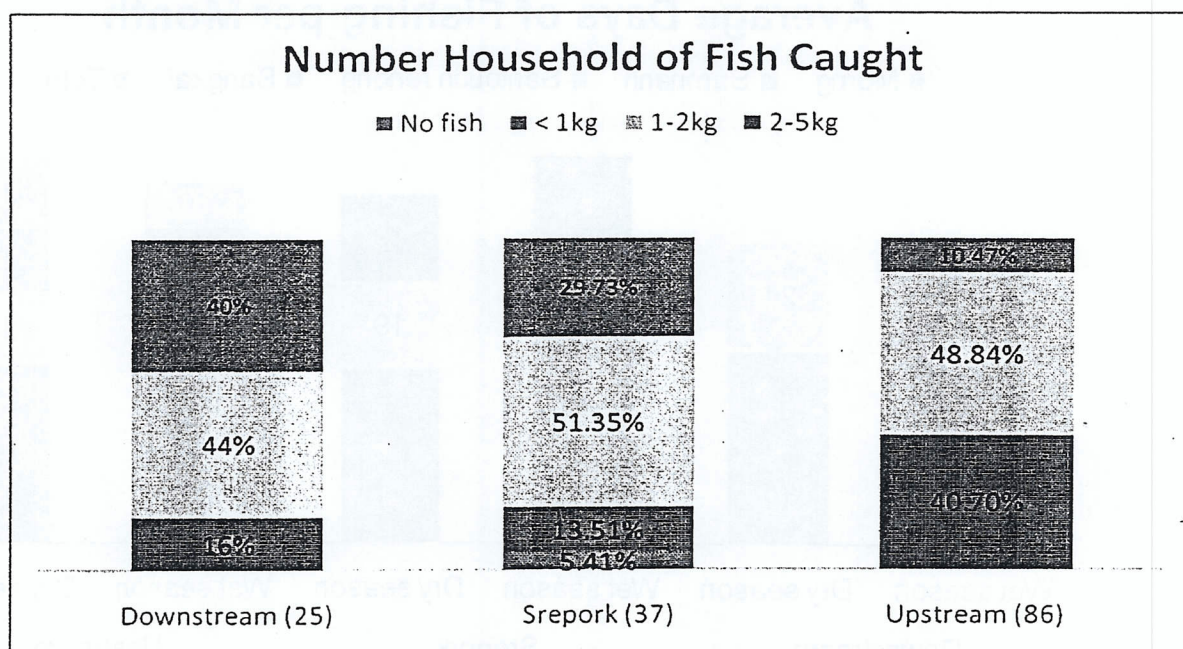 Number Household of Fish Caught
No fish < 1kg 1-2kg 2-5kg
40% 29.73% 10.47%
44% 51.35% 48.84%
16% 13.51% 40.70%
5.41%
Downstream (25) Srepork (37) Upstream (86)